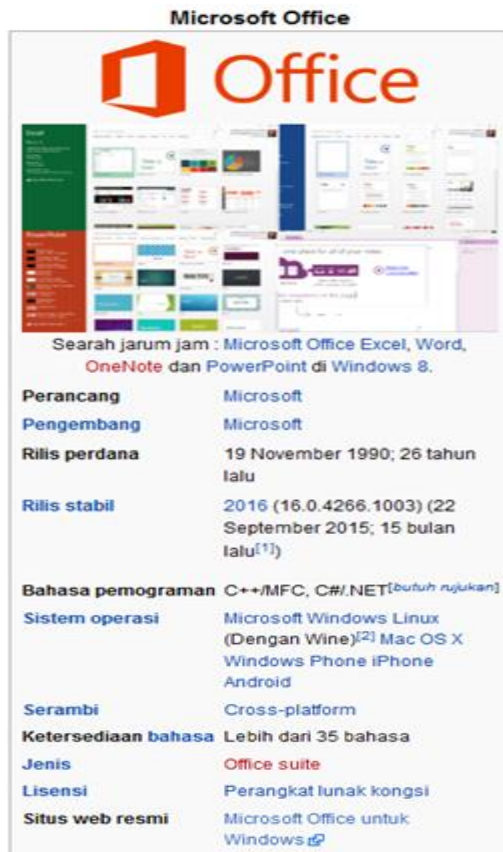 Microsoft Office
Office
Excel
PowerPoint
Searah jarum jam : Microsoft Office Excel, Word,
OneNote dan PowerPoint di Windows 8.
Perancang Microsoft
Pengembang Microsoft
Rilis perdana 19 November 1990; 26 tahun
lalu
Rilis stabil 2016 (16.0.4266.1003) (22
September 2015; 15 bulan
lalu[1])
Bahasa pemograman C++/MFC, C#/.NET[butuh rujukan]
Sistem operasi Microsoft Windows Linux
(Dengan Wine)[2] Mac OS X
Windows Phone iPhone
Android
Serambi Cross-platform
Ketersediaan bahasa Lebih dari 35 bahasa
Jenis Office suite
Lisensi Perangkat lunak kongsi
Situs web resmi Microsoft Office untuk
Windows